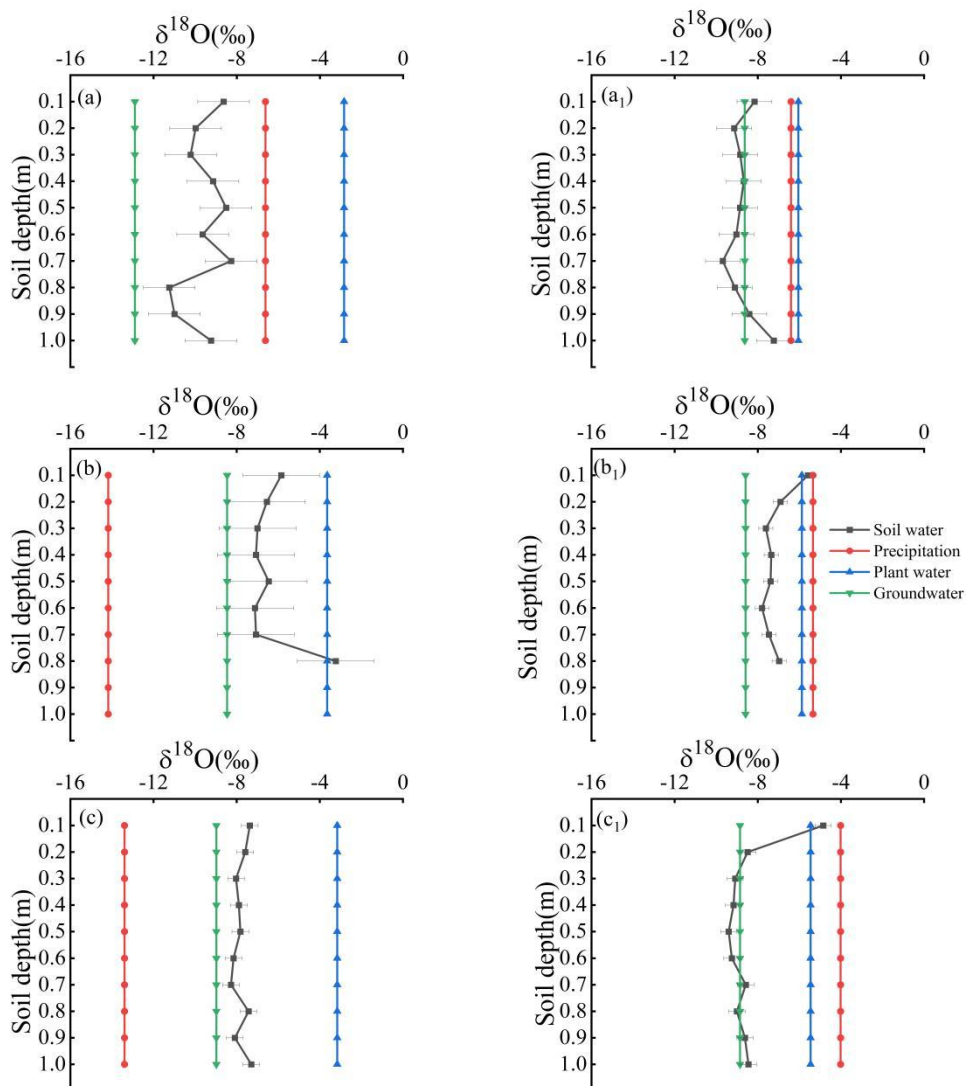 δ¹⁸O(‰)
-16 -12 -8 -4 0
(a)
Soil depth(m)
0.1
0.2
0.3
0.4
0.5
0.6
0.7
0.8
0.9
1.0
δ¹⁸O(‰)
-16 -12 -8 -4 0
(a₁)
Soil depth(m)
0.1
0.2
0.3
0.4
0.5
0.6
0.7
0.8
0.9
1.0
δ¹⁸O(‰)
-16 -12 -8 -4 0
(b)
Soil depth(m)
0.1
0.2
0.3
0.4
0.5
0.6
0.7
0.8
0.9
1.0
δ¹⁸O(‰)
-16 -12 -8 -4 0
(b₁)
Soil depth(m)
0.1
0.2
0.3
0.4
0.5
0.6
0.7
0.8
0.9
1.0
Soil water
Precipitation
Plant water
Groundwater
δ¹⁸O(‰)
-16 -12 -8 -4 0
(c)
Soil depth(m)
0.1
0.2
0.3
0.4
0.5
0.6
0.7
0.8
0.9
1.0
δ¹⁸O(‰)
-16 -12 -8 -4 0
(c₁)
Soil depth(m)
0.1
0.2
0.3
0.4
0.5
0.6
0.7
0.8
0.9
1.0